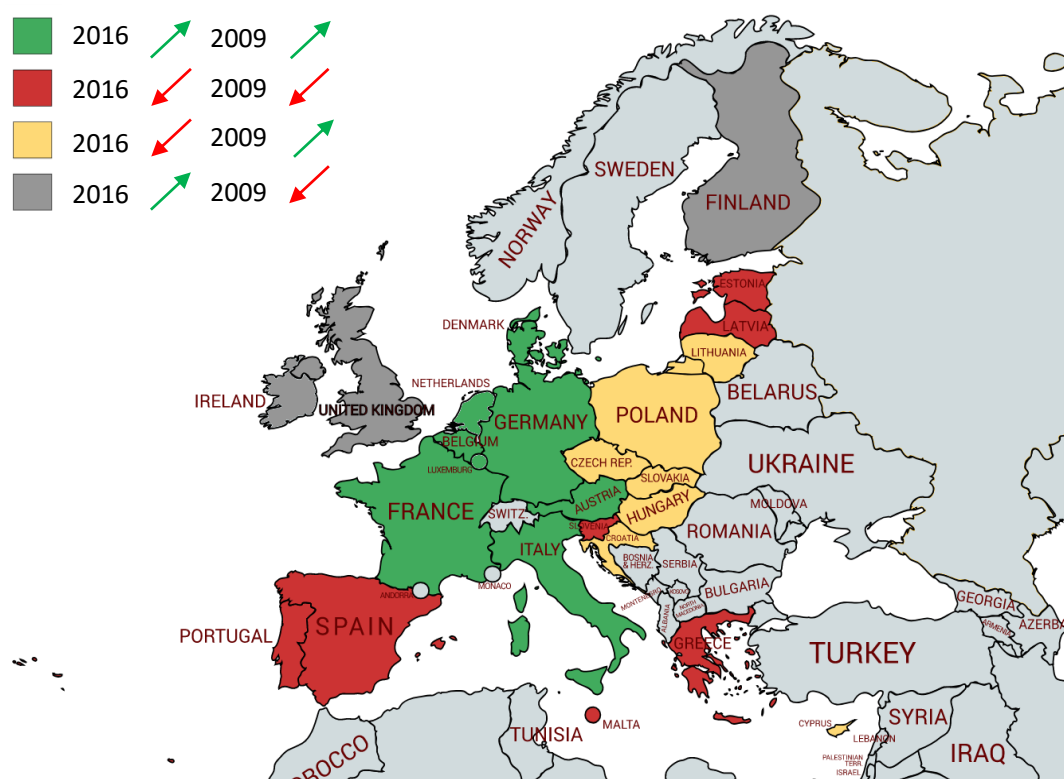 2016 2009
2016 2009
2016 2009
2016 2009
SWEDEN
NORWAY
FINLAND
ESTONIA
LATVIA
DENMARK
LITHUANIA
NETHERLANDS
BELARUS
IRELAND
UNITED KINGDOM
GERMANY
POLAND
BELGIUM
LUXEMBURG
CZECH REP.
UKRAINE
SLOVAKIA
AUSTRIA
HUNGARY
MOLDOVA
FRANCE
SWITZ.
SLOVENIA
CROATIA
ROMANIA
ITALY
BOSNIA
& HERZ.
SERBIA
MONACO
ANDORRA
MONTENEGRO
KOSOVO
BULGARIA
GEORGIA
NORTH
MACEDONIA
ALBANIA
ARMENIA
AZERB
PORTUGAL
SPAIN
GREECE
TURKEY
MALTA
CYPRUS
SYRIA
TUNISIA
LEBANON
OROCCO
PALESTINIAN
TERR.
ISRAEL
IRAQ